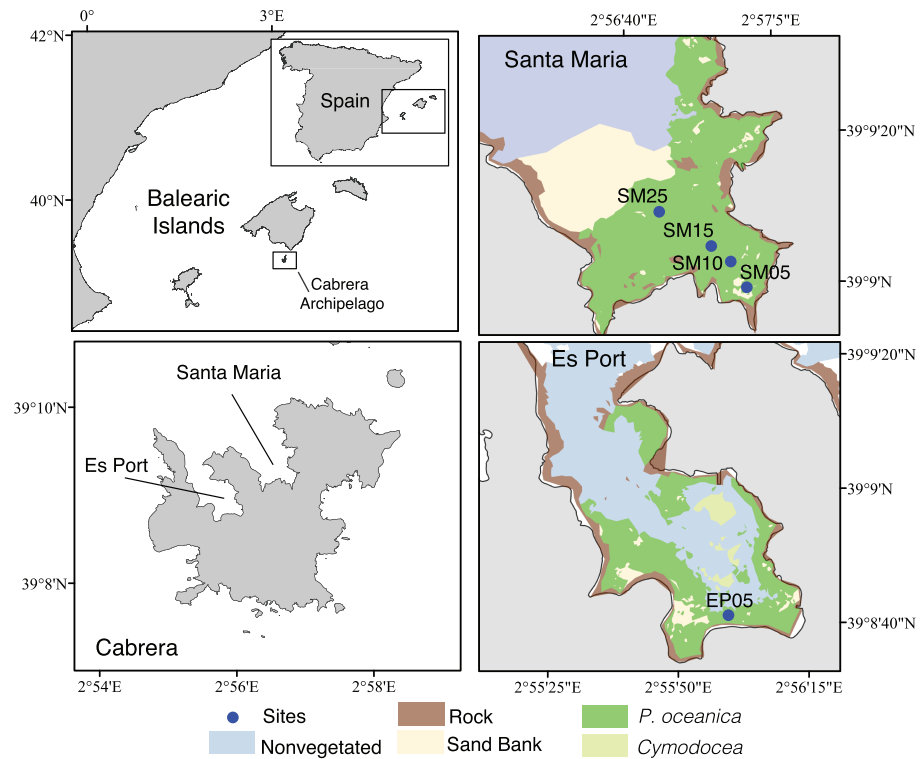 0°
3°E
42°N
40°N
Spain
Balearic
Islands
Cabrera
Archipelago
2°56'40"E
2°57'5"E
Santa Maria
39°9'20"N
39°9'N
SM25
SM15
SM10
SM05
39°10'N
39°8'N
Santa Maria
Es Port
Cabrera
2°54'E
2°56'E
2°58'E
Es Port
39°9'20"N
39°9'N
39°8'40"N
EP05
2°55'25"E
2°55'50"E
2°56'15"E
Sites
Rock
P. oceanica
Nonvegetated
Sand Bank
Cymodocea